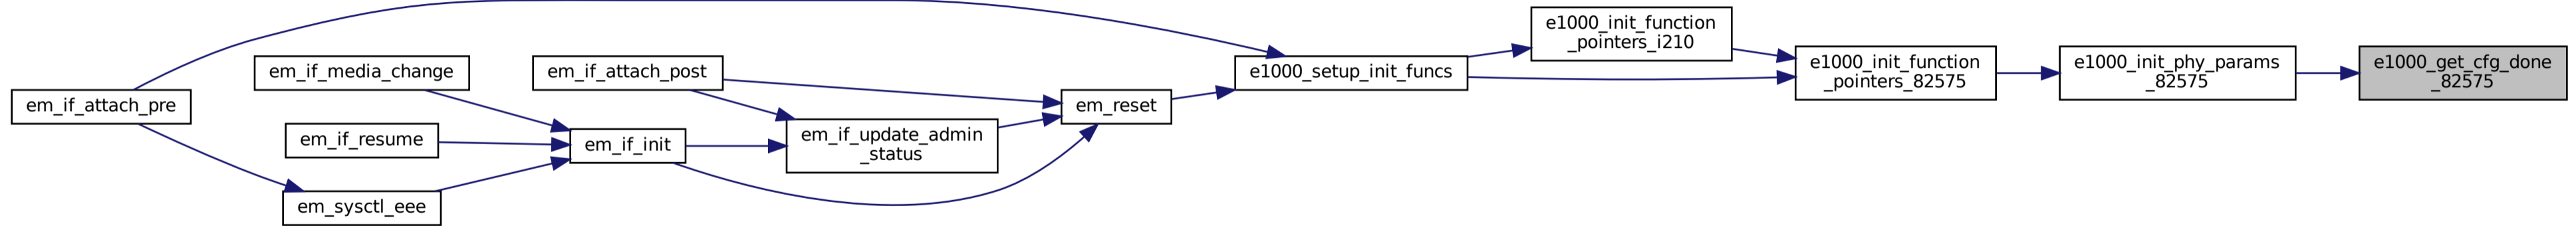 em_if_attach_pre
em_if_media_change
em_if_resume
em_sysctl_eee
em_if_attach_post
em_if_init
em_if_update_admin
_status
em_reset
e1000_setup_init_funcs
e1000_init_function
_pointers_i210
e1000_init_function
_pointers_82575
e1000_init_phy_params
_82575
e1000_get_cfg_done
_82575